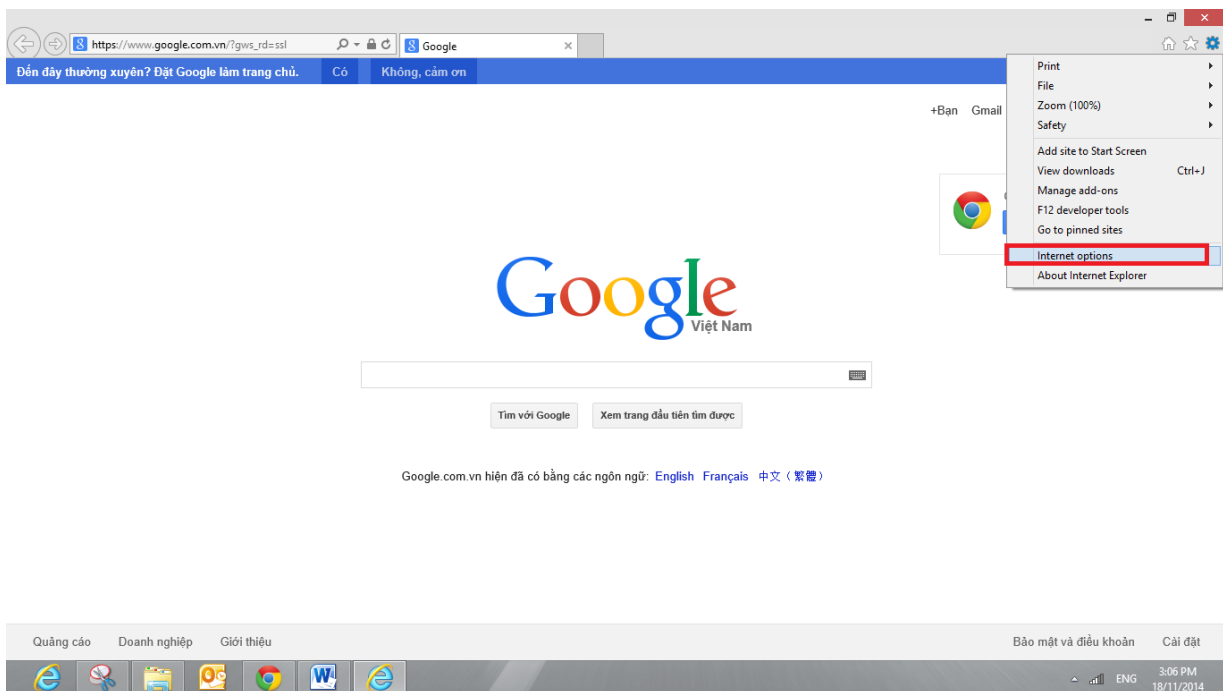 https://www.google.com.vn/?gws_rd=ssl
Google
Đến đây thường xuyên? Đặt Google làm trang chủ. Có Không, cảm ơn
+Bạn Gmail
Print
File
Zoom (100%)
Safety
Add site to Start Screen
View downloads Ctrl+J
Manage add-ons
F12 developer tools
Go to pinned sites
Internet options
About Internet Explorer
Google
Việt Nam
Tìm với Google Xem trang đầu tiên tìm được
Google.com.vn hiện đã có bằng các ngôn ngữ: English Français 中文（繁體）
Quảng cáo Doanh nghiệp Giới thiệu Bảo mật và điều khoản Cài đặt
ENG 3:06 PM
18/11/2014